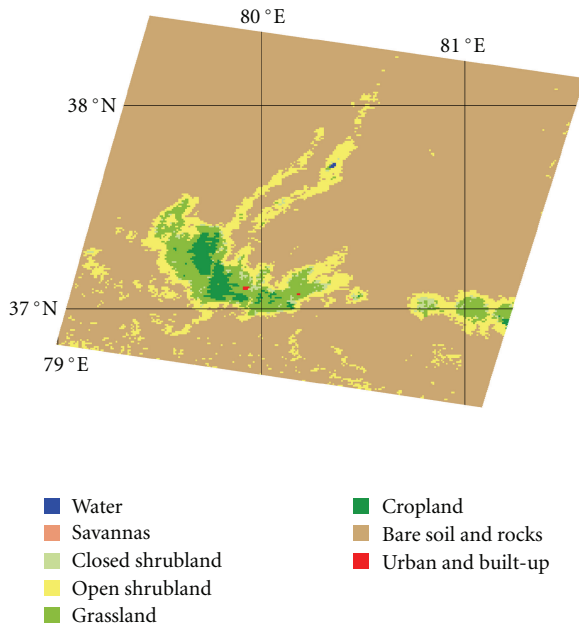 80 °E
81 °E
38 °N
37 °N
79 °E
Water
Savannas
Closed shrubland
Open shrubland
Grassland
Cropland
Bare soil and rocks
Urban and built-up